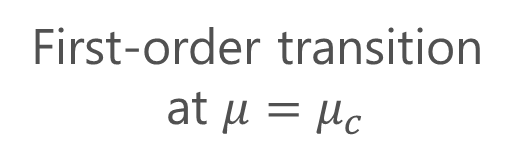 First-order transition
at μ = μ_c